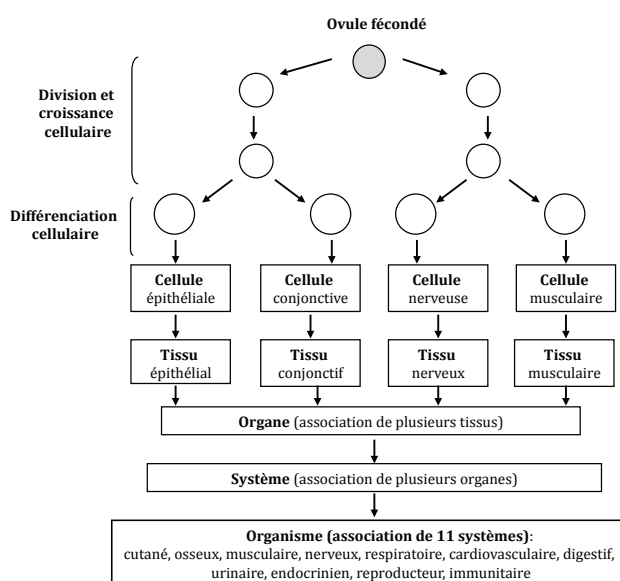 Ovule fécondé
Division et
croissance
cellulaire
Différenciation
cellulaire
Cellule
épithéliale
Cellule
conjonctive
Cellule
nerveuse
Cellule
musculaire
Tissu
épithélial
Tissu
conjonctif
Tissu
nerveux
Tissu
musculaire
Organe (association de plusieurs tissus)
Système (association de plusieurs organes)
Organisme (association de 11 systèmes):
cutané, osseux, musculaire, nerveux, respiratoire, cardiovasculaire, digestif,
urinaire, endocrinien, reproducteur, immunitaire